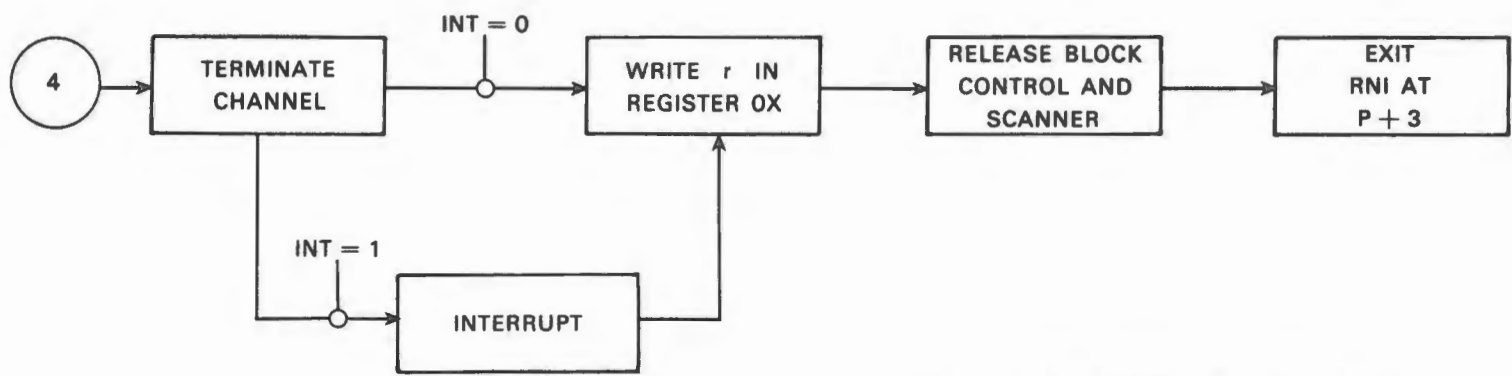 INT = 0
4
TERMINATE
CHANNEL
WRITE r IN
REGISTER 0X
RELEASE BLOCK
CONTROL AND
SCANNER
EXIT
RNI AT
P + 3
INT = 1
INTERRUPT